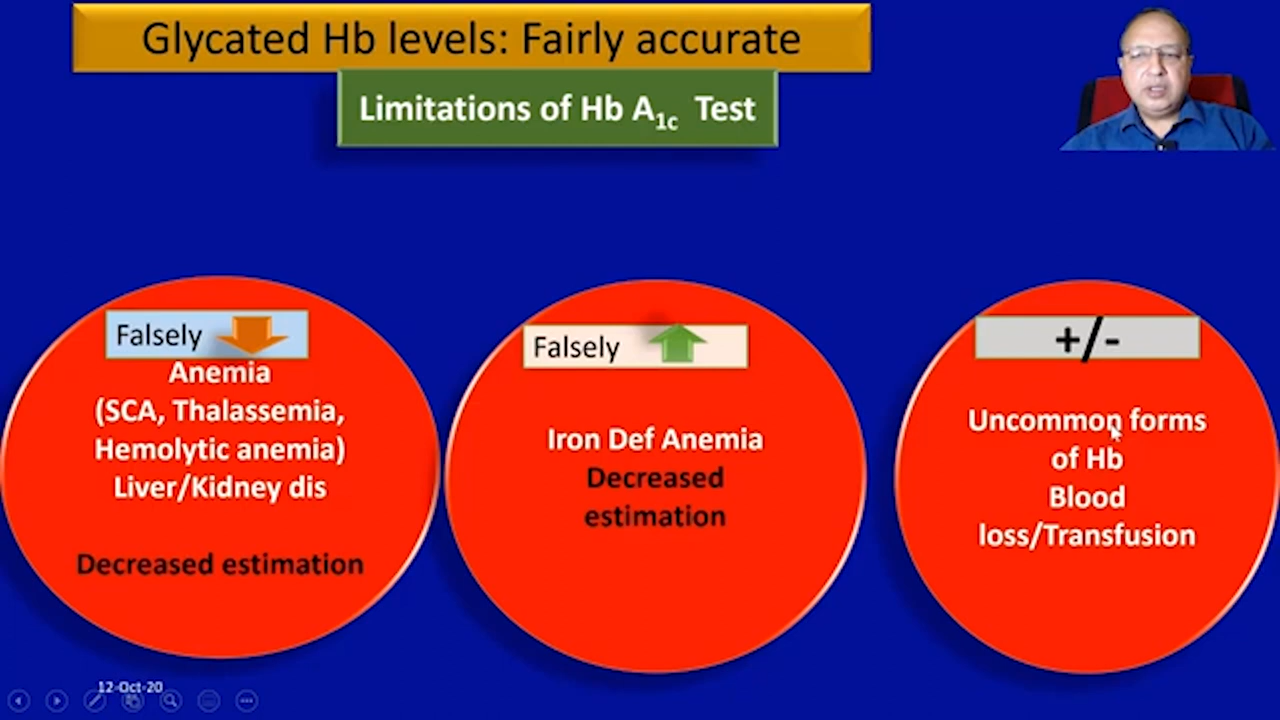 Glycated Hb levels: Fairly accurate
Limitations of Hb A1c Test
Falsely
Anemia
(SCA, Thalassemia,
Hemolytic anemia)
Liver/Kidney dis
Decreased estimation
Falsely
Iron Def Anemia
Decreased
estimation
+/-
Uncommon forms
of Hb
Blood
loss/Transfusion
12-Oct-20